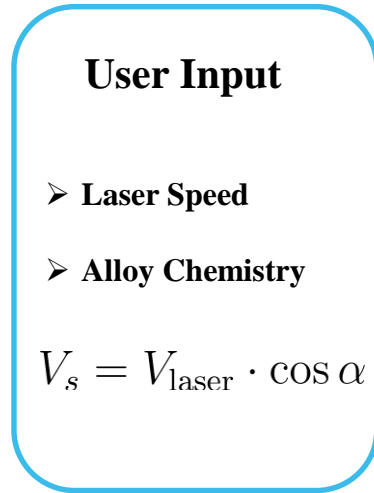 User Input
➢ Laser Speed
➢ Alloy Chemistry
V_s = V_laser · cos α